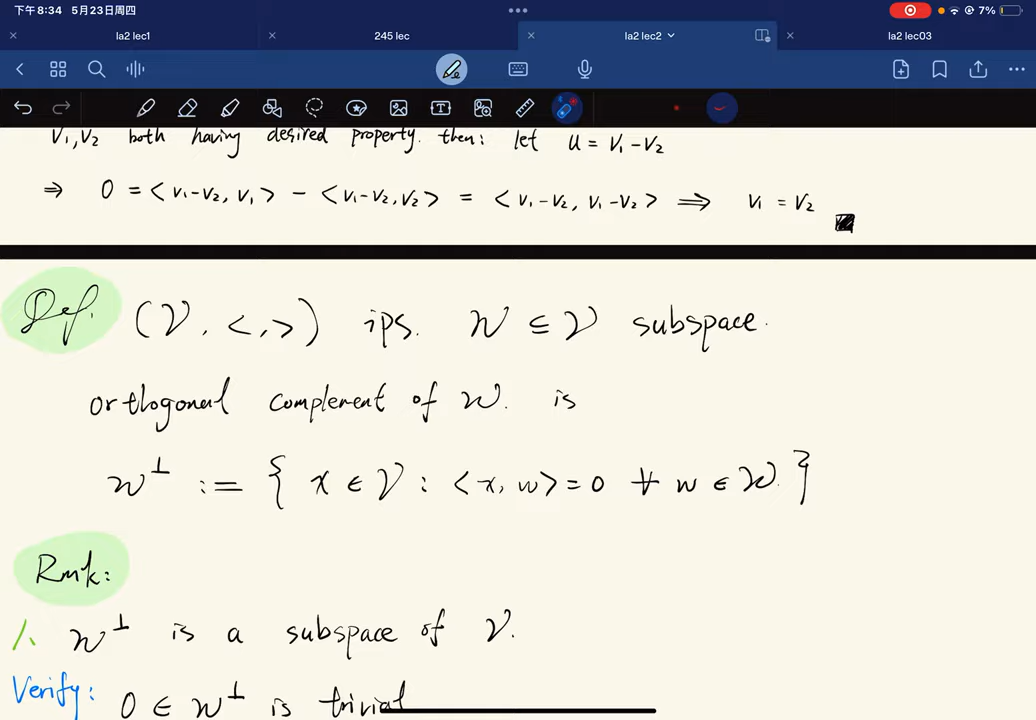 下午8:34 5月23日周四
7%
la2 lec1
245 lec
la2 lec2
la2 lec03
V₁,V₂ both having desired property. then: let u = V₁-V₂
⇒ 0 = <V₁-V₂, V₁> - <V₁-V₂,V₂> = <V₁-V₂, V₁-V₂> ⟹ V₁ = V₂ ■
Def. (V, <,>) ips. W ⊆ V subspace.
orthogonal complement of W. is
W^⊥ := { x ∈ V : <x, w> = 0 ∀ w ∈ W. }
Rmk:
1. W^⊥ is a subspace of V.
Verify: 0 ∈ W^⊥ is trivial